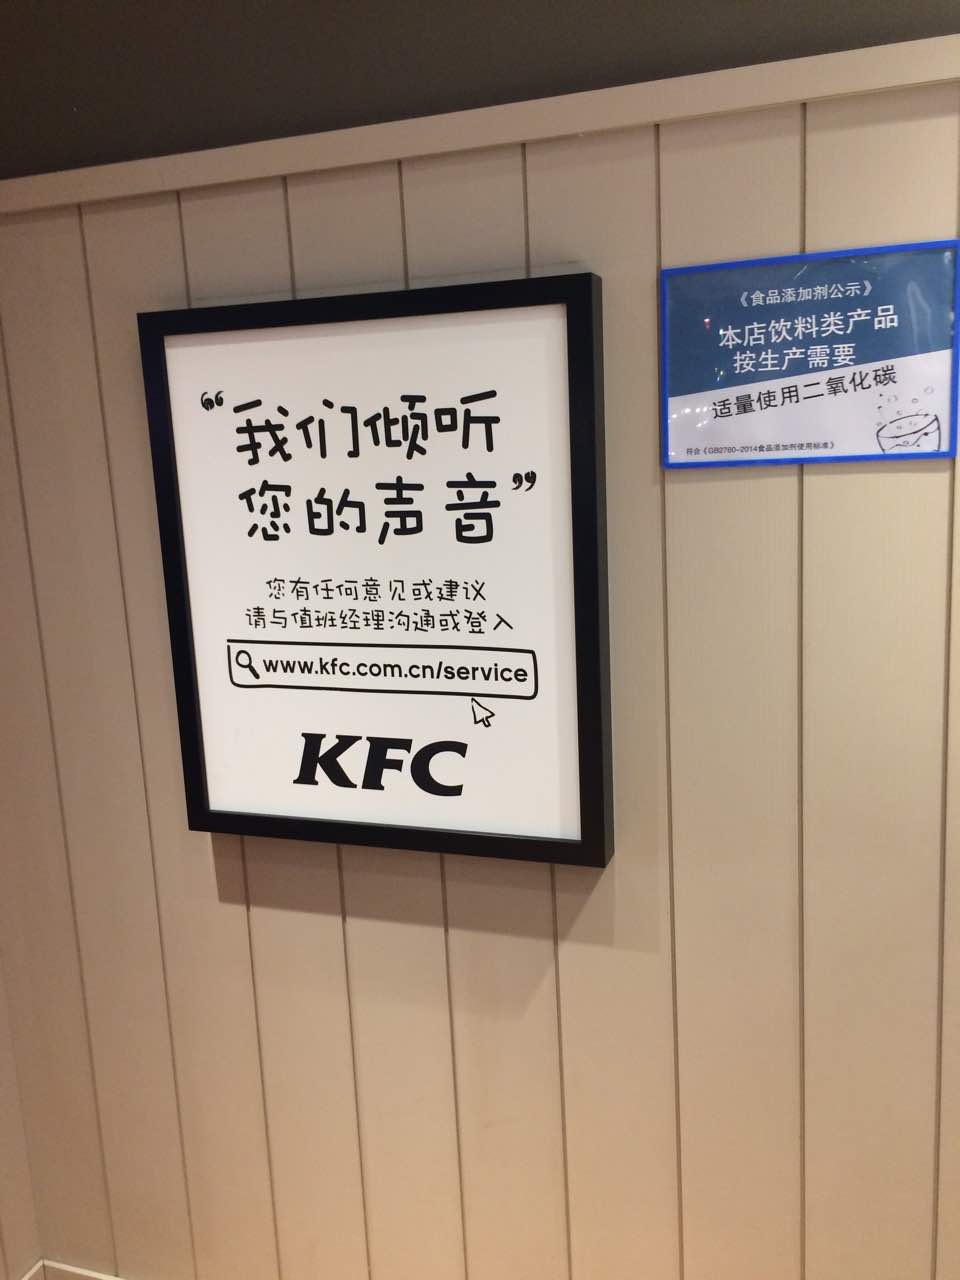 “我们倾听
您的声音”
您有任何意见或建议
请与值班经理沟通或登入
www.kfc.com.cn/service
KFC
《食品添加剂公示》
本店饮料类产品
按生产需要
适量使用二氧化碳
符合《GB2760-2014食品添加剂使用标准》